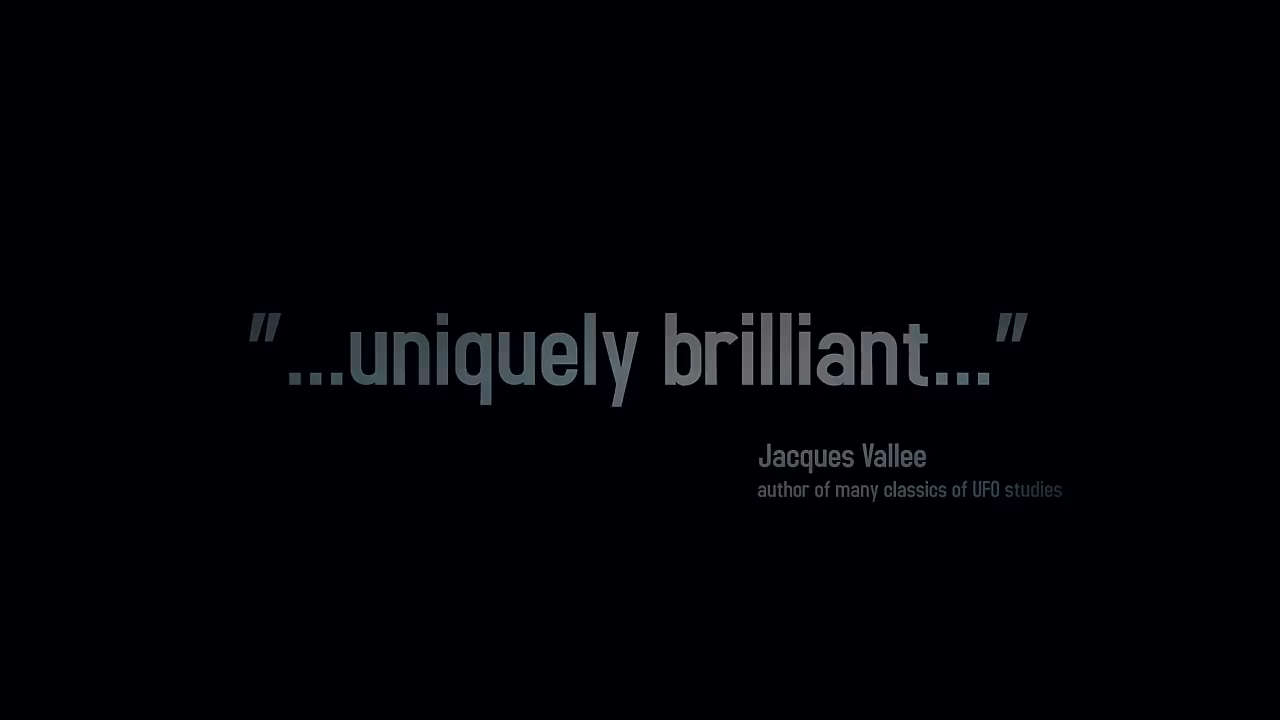 "...uniquely brilliant..."
Jacques Vallee
author of many classics of UFO studies